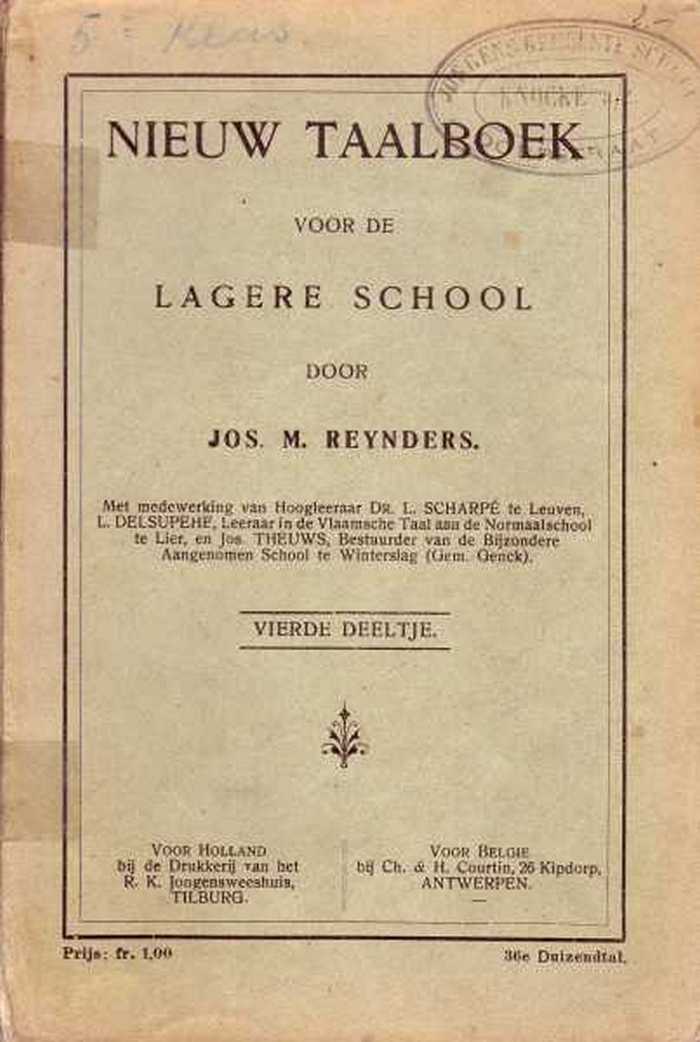 NIEUW TAALBOEK
VOOR DE
LAGERE SCHOOL
DOOR
JOS. M. REYNDERS.
Met medewerking van Hoogleeraar DR. L. SCHARPÉ te Leuven,
L. DELSUPEHE, Leeraar in de Vlaamsche Taal aan de Normaalschool
te Lier, en Jos. THEUWS, Bestuurder van de Bijzondere
Aangenomen School te Winterslag (Gem. Genck).
VIERDE DEELTJE.
VOOR HOLLAND
bij de Drukkerij van het
R. K. Jongensweeshuis,
TILBURG.
VOOR BELGIE
bij Ch. & H. Courtin, 26 Kipdorp,
ANTWERPEN.
—
Prijs: fr. 1,00
36e Duizendtal.